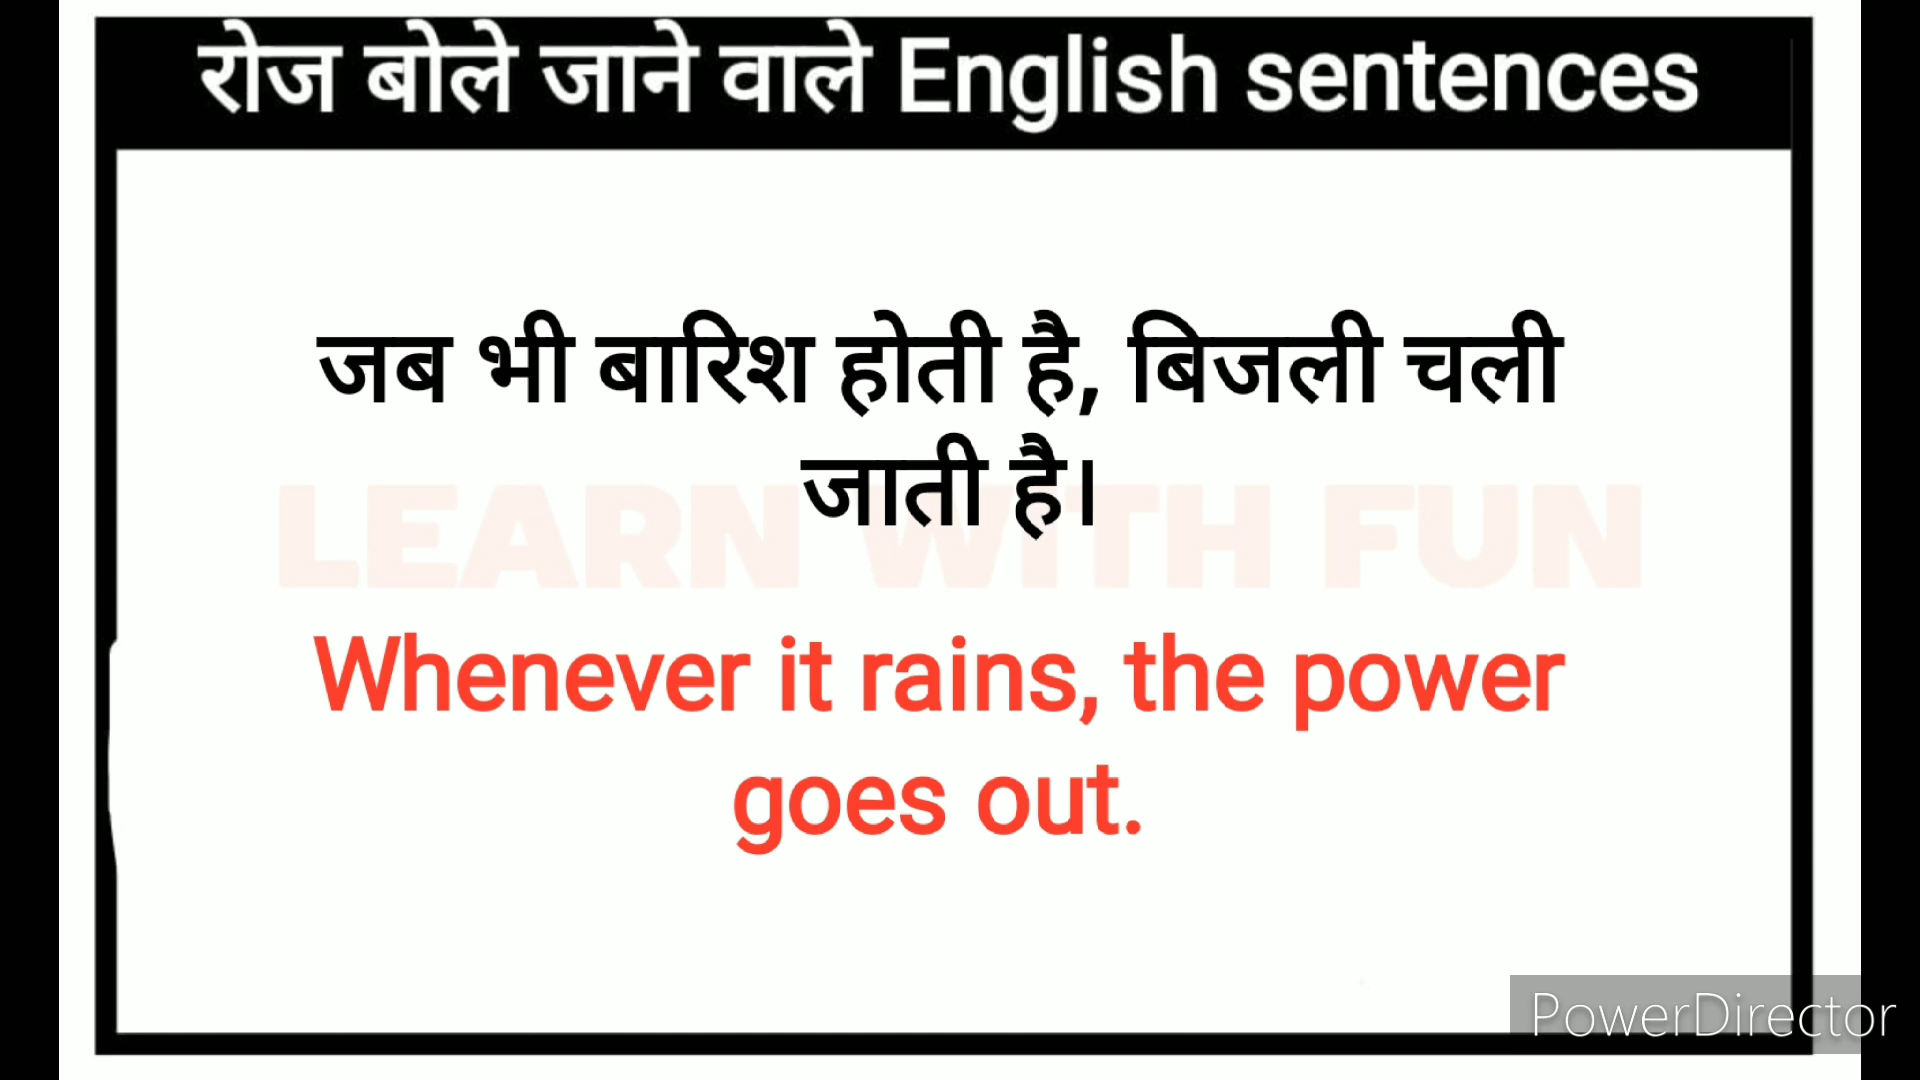 रोज बोले जाने वाले English sentences
जब भी बारिश होती है, बिजली चली
जाती है।
LEARN WITH FUN
Whenever it rains, the power
goes out.
PowerDirector